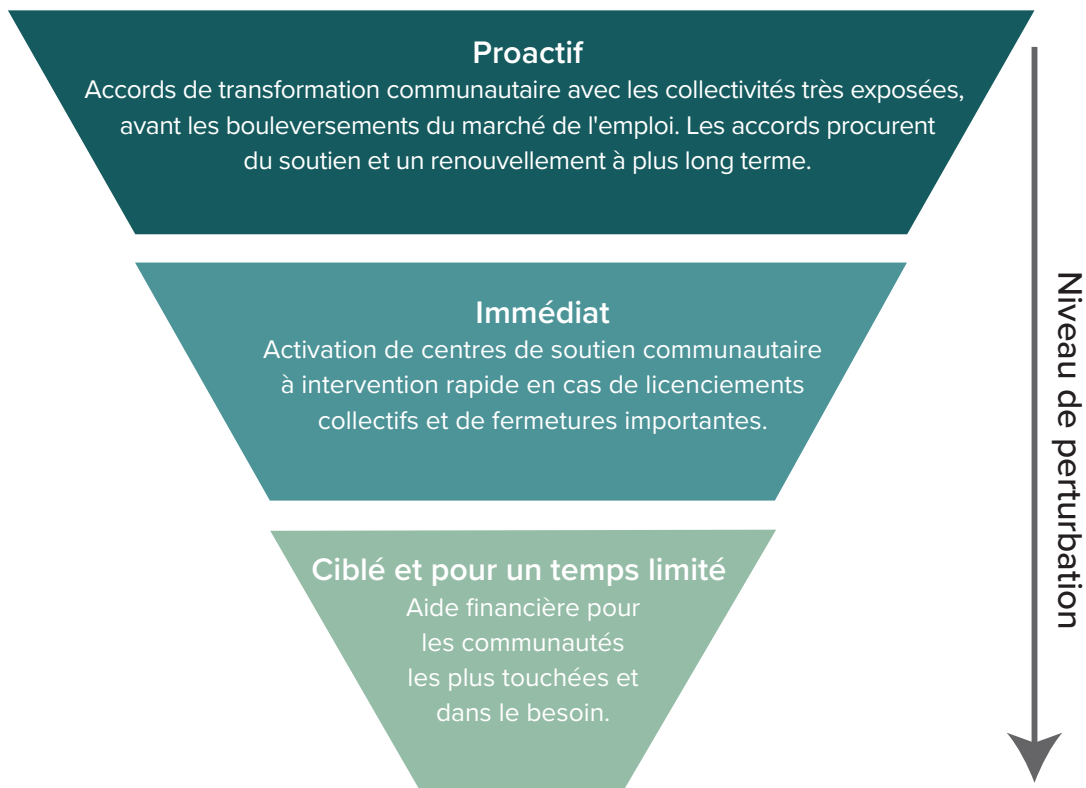 Proactif
Accords de transformation communautaire avec les collectivités très exposées,
avant les bouleversements du marché de l'emploi. Les accords procurent
du soutien et un renouvellement à plus long terme.
Immédiat
Activation de centres de soutien communautaire
à intervention rapide en cas de licenciements
collectifs et de fermetures importantes.
Ciblé et pour un temps limité
Aide financière pour
les communautés
les plus touchées et
dans le besoin.
Niveau de perturbation